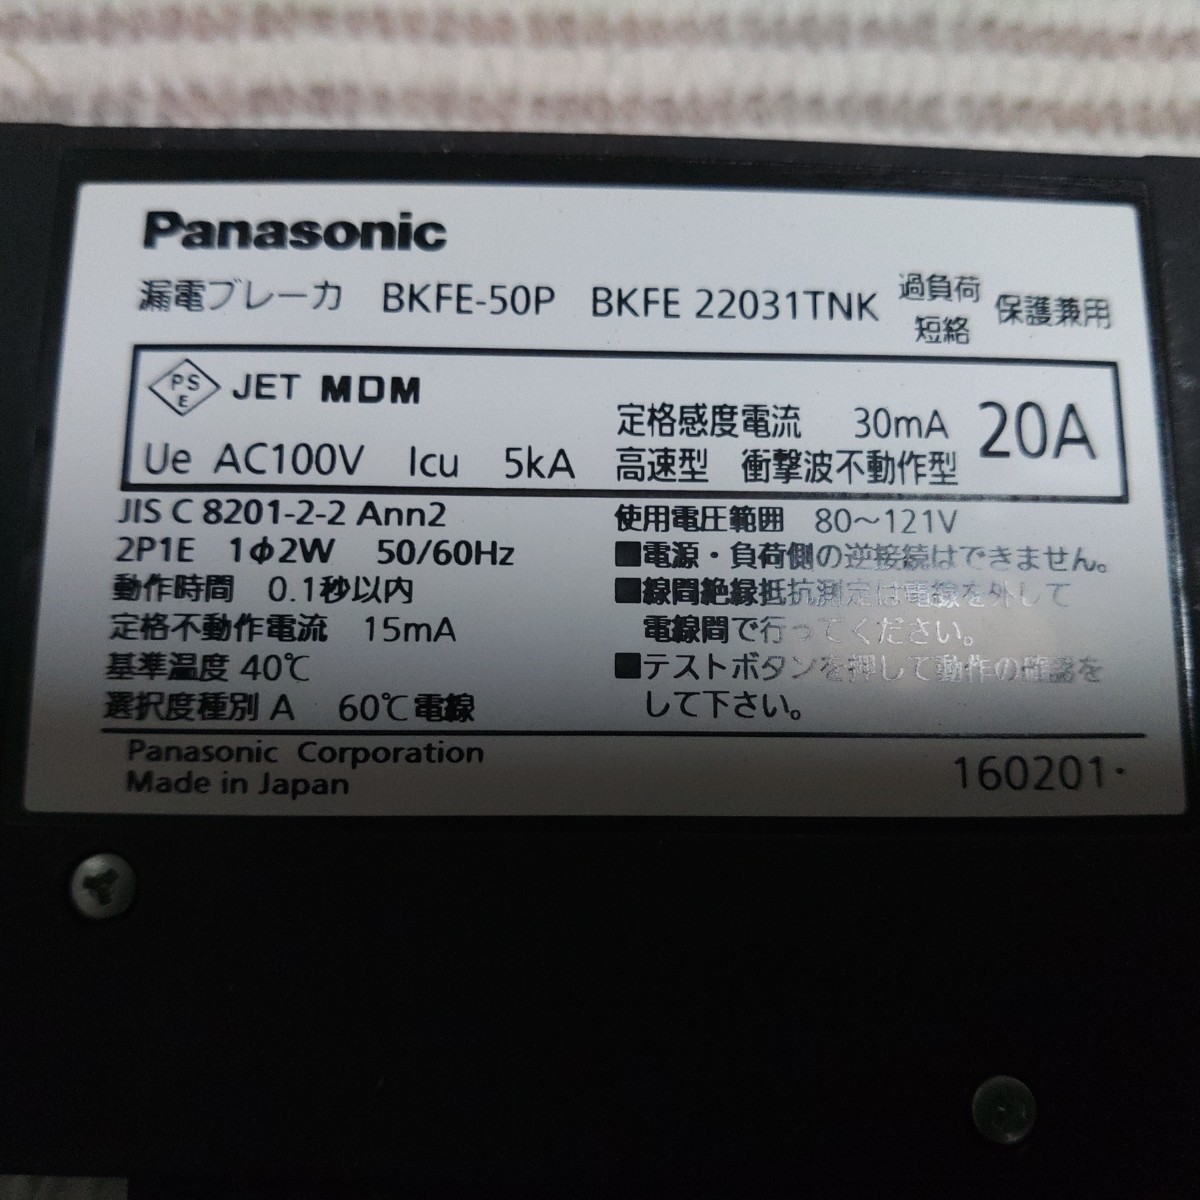 Panasonic
漏電ブレーカ BKFE-50P BKFE 22031TNK 過負荷 短絡 保護兼用
PSE JET MDM
定格感度電流 30mA 20A
Ue AC100V Icu 5kA 高速型 衝撃波不動作型
JIS C 8201-2-2 Ann2
2P1E 1φ2W 50/60Hz
動作時間 0.1秒以内
定格不動作電流 15mA
基準温度 40℃
選択度種別 A 60℃電線
使用電圧範囲 80～121V
■電源・負荷側の逆接続はできません。
■線間絶縁抵抗測定は電線を外して
電線間で行ってください。
■テストボタンを押して動作の確認を
して下さい。
Panasonic Corporation
Made in Japan
160201・